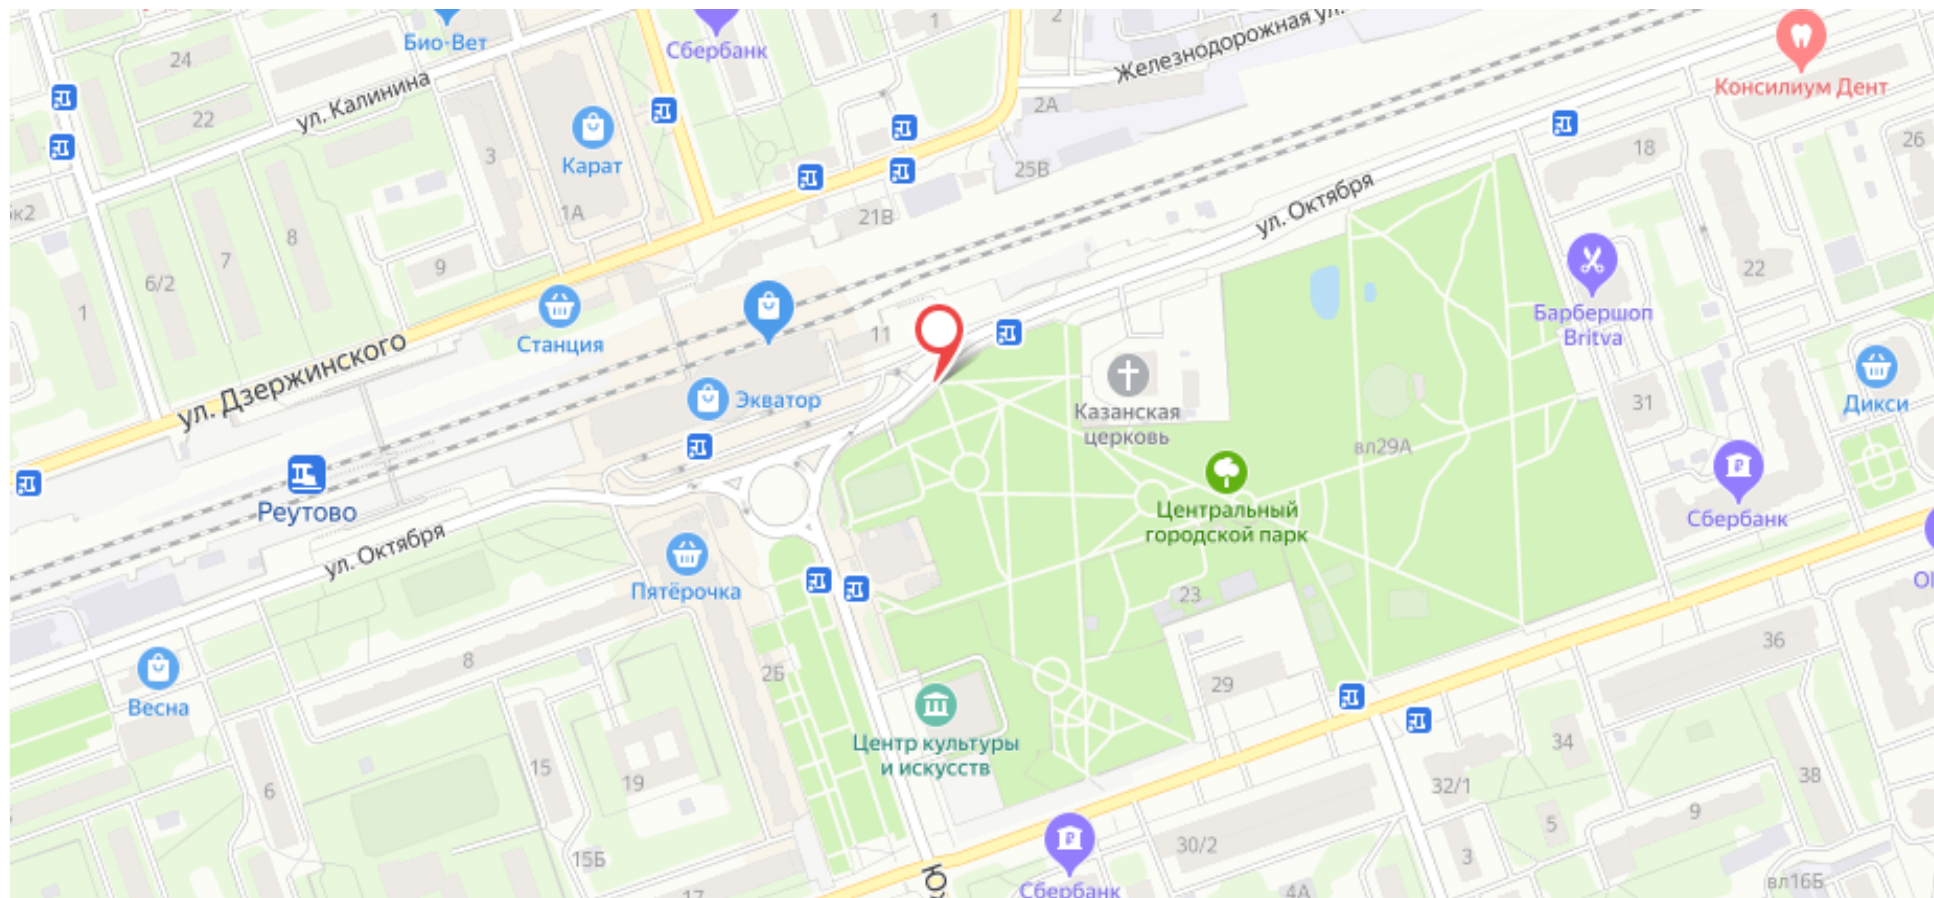 Био-Вет
Сбербанк
1
2
Железнодорожная ул.
Консилиум Дент
24
ул. Калинина
22
3
Карат
2А
25В
18
26
1А
21В
ул. Октября
к2
8
7
9
6/2
1
22
Барбершоп
Britva
Станция
11
ул. Дзержинского
Экватор
Казанская
церковь
31
Дикси
вл29А
Реутово
Центральный
городской парк
Сбербанк
ул. Октября
Пятёрочка
23
Ol
8
2Б
29
36
Весна
Центр культуры
и искусств
15
19
6
34
32/1
38
9
5
15Б
30/2
3
17
Сбербанк
4А
вл16Б
Ю